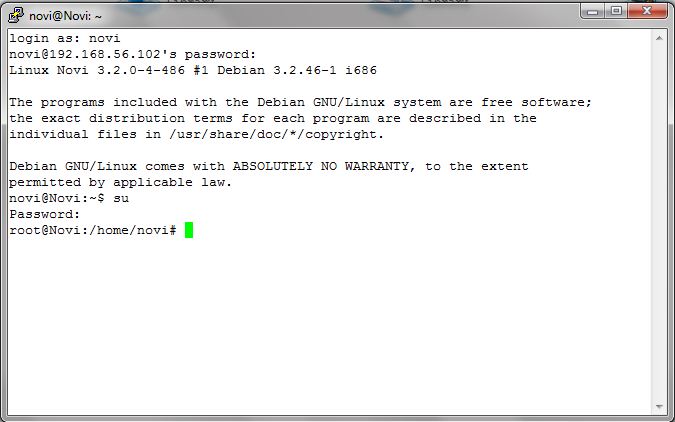 novi@Novi: ~
login as: novi
novi@192.168.56.102's password:
Linux Novi 3.2.0-4-486 #1 Debian 3.2.46-1 i686
The programs included with the Debian GNU/Linux system are free software;
the exact distribution terms for each program are described in the
individual files in /usr/share/doc/*/copyright.
Debian GNU/Linux comes with ABSOLUTELY NO WARRANTY, to the extent
permitted by applicable law.
novi@Novi:~$ su
Password:
root@Novi:/home/novi#